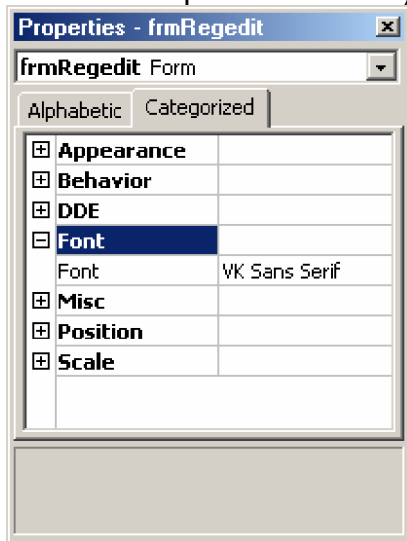 Properties - frmRegedit
frmRegedit Form
Alphabetic Categorized
Appearance
Behavior
DDE
Font
Font VK Sans Serif
Misc
Position
Scale